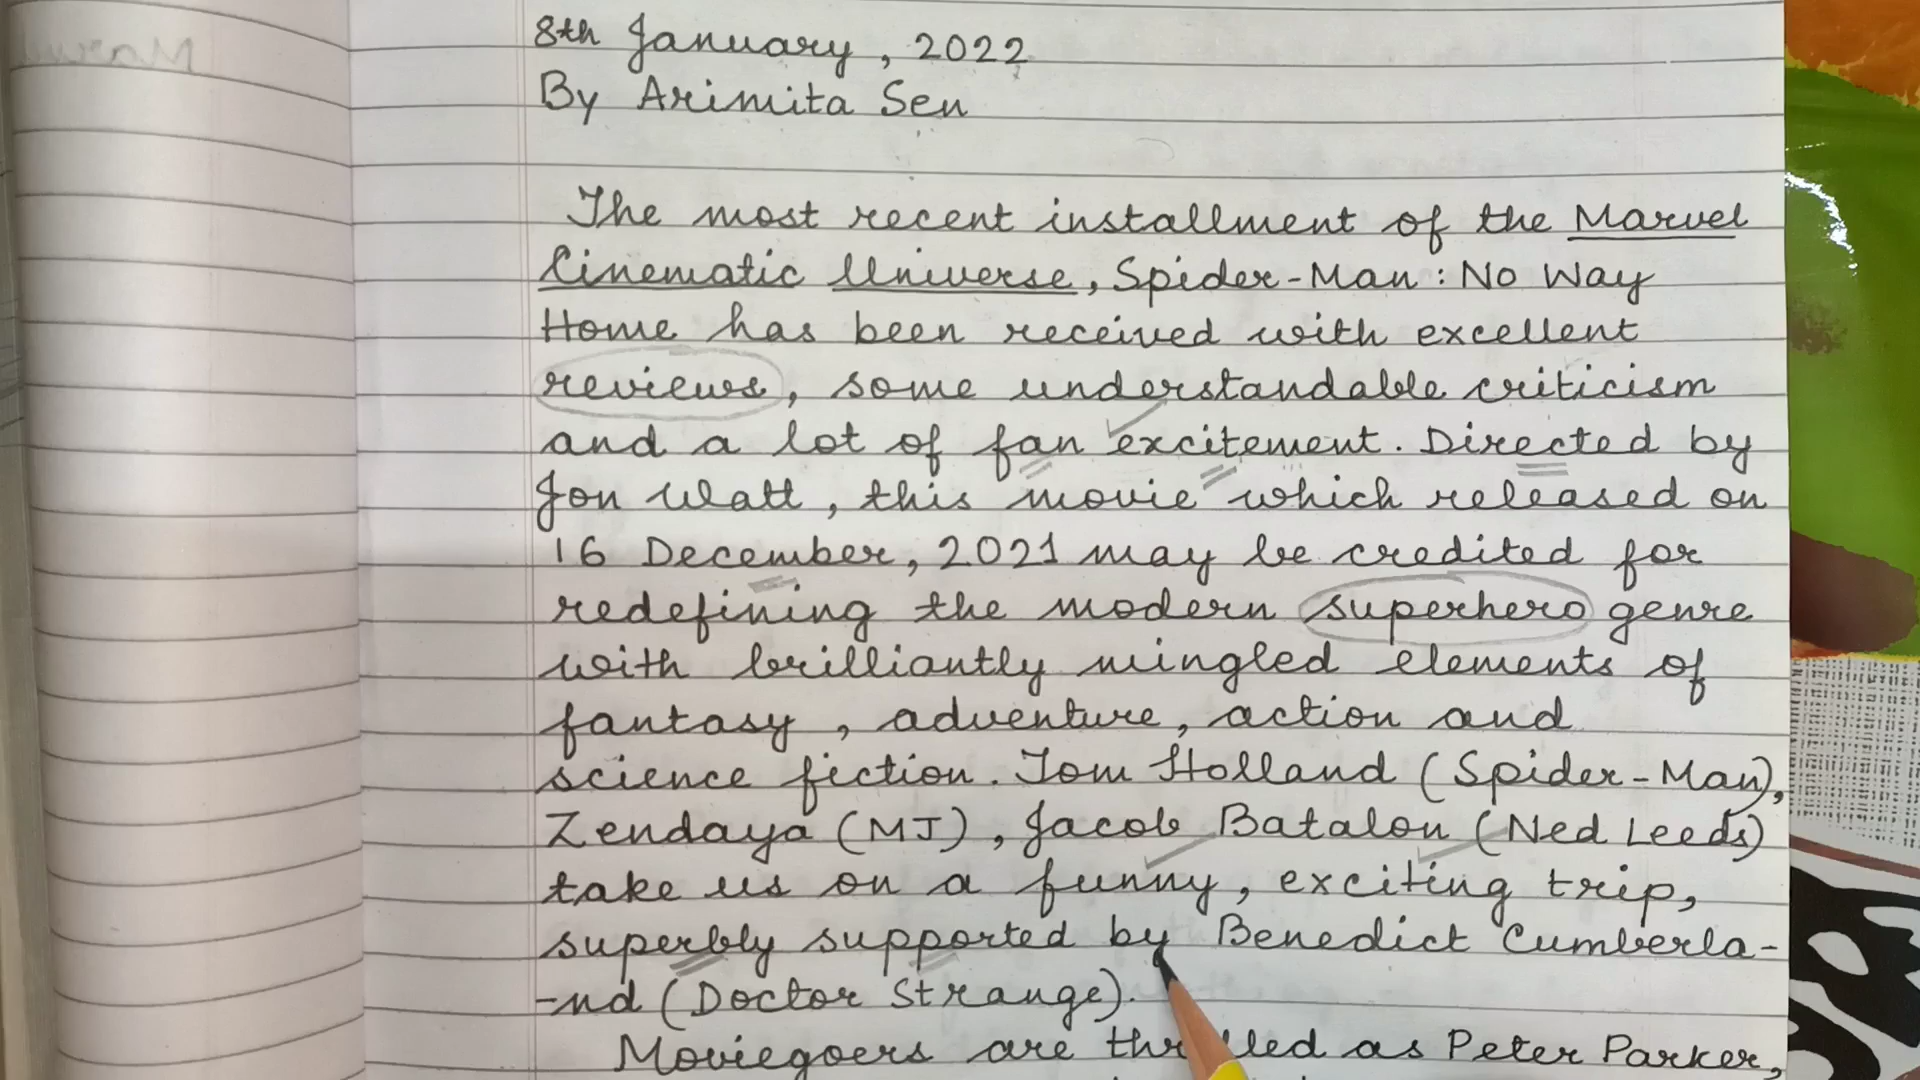 8th January, 2022
By Arimita Sen
The most recent installment of the Marvel
Cinematic Universe, Spider-Man: No Way
Home has been received with excellent
reviews, some understandable criticism
and a lot of fan excitement. Directed by
Jon Watt, this movie which released on
16 December, 2021 may be credited for
redefining the modern superhero genre
with brilliantly mingled elements of
fantasy, adventure, action and
science fiction. Tom Holland (Spider-Man),
Zendaya (MJ), Jacob Batalon (Ned Leeds)
take us on a funny, exciting trip,
superbly supported by Benedict Cumberla-
-nd (Doctor Strange).
Moviegoers are as Peter Parker,